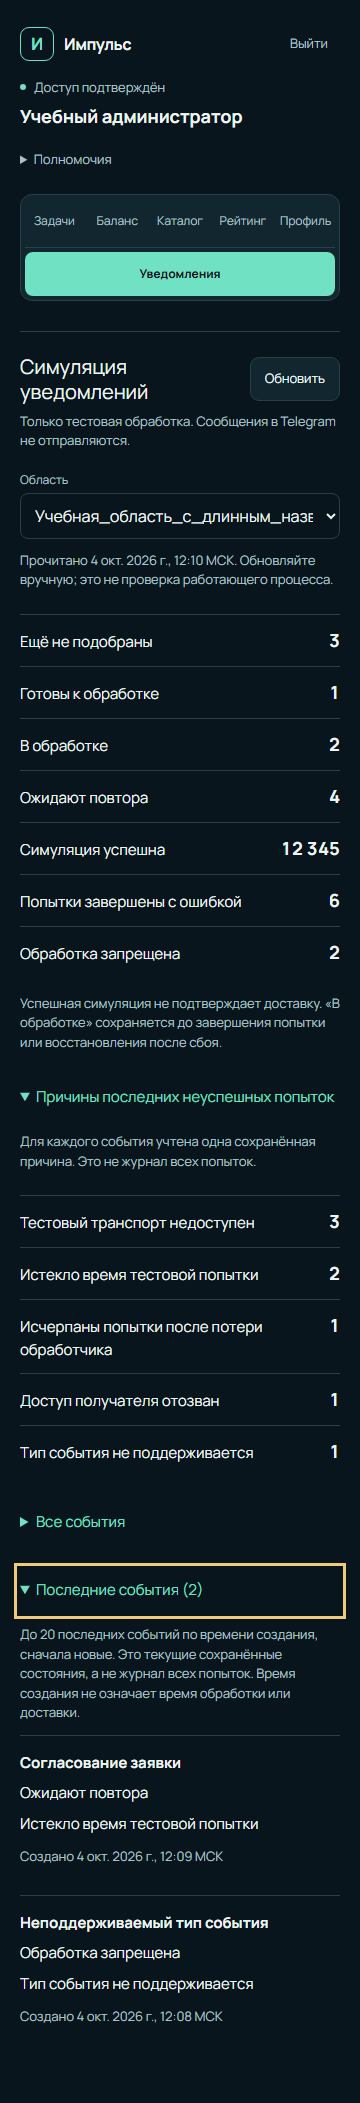 И Импульс Выйти
Доступ подтверждён
Учебный администратор
Полномочия
Задачи Баланс Каталог Рейтинг Профиль
Уведомления
Симуляция
уведомлений
Обновить
Только тестовая обработка. Сообщения в Telegram
не отправляются.
Область
Учебная_область_с_длинным_назв
Прочитано 4 окт. 2026 г., 12:10 МСК. Обновляйте
вручную; это не проверка работающего процесса.
Ещё не подобраны 3
Готовы к обработке 1
В обработке 2
Ожидают повтора 4
Симуляция успешна 12 345
Попытки завершены с ошибкой 6
Обработка запрещена 2
Успешная симуляция не подтверждает доставку. «В
обработке» сохраняется до завершения попытки
или восстановления после сбоя.
Причины последних неуспешных попыток
Для каждого события учтена одна сохранённая
причина. Это не журнал всех попыток.
Тестовый транспорт недоступен 3
Истекло время тестовой попытки 2
Исчерпаны попытки после потери
обработчика
1
Доступ получателя отозван 1
Тип события не поддерживается 1
Все события
Последние события (2)
До 20 последних событий по времени создания,
сначала новые. Это текущие сохранённые
состояния, а не журнал всех попыток. Время
создания не означает время обработки или
доставки.
Согласование заявки
Ожидают повтора
Истекло время тестовой попытки
Создано 4 окт. 2026 г., 12:09 МСК
Неподдерживаемый тип события
Обработка запрещена
Тип события не поддерживается
Создано 4 окт. 2026 г., 12:08 МСК